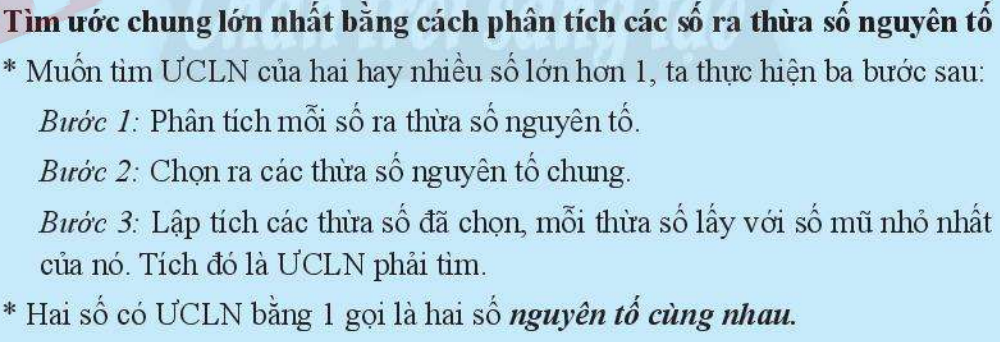 Tìm ước chung lớn nhất bằng cách phân tích các số ra thừa số nguyên tố
* Muốn tìm ƯCLN của hai hay nhiều số lớn hơn 1, ta thực hiện ba bước sau:
Bước 1: Phân tích mỗi số ra thừa số nguyên tố.
Bước 2: Chọn ra các thừa số nguyên tố chung.
Bước 3: Lập tích các thừa số đã chọn, mỗi thừa số lấy với số mũ nhỏ nhất
của nó. Tích đó là ƯCLN phải tìm.
* Hai số có ƯCLN bằng 1 gọi là hai số nguyên tố cùng nhau.